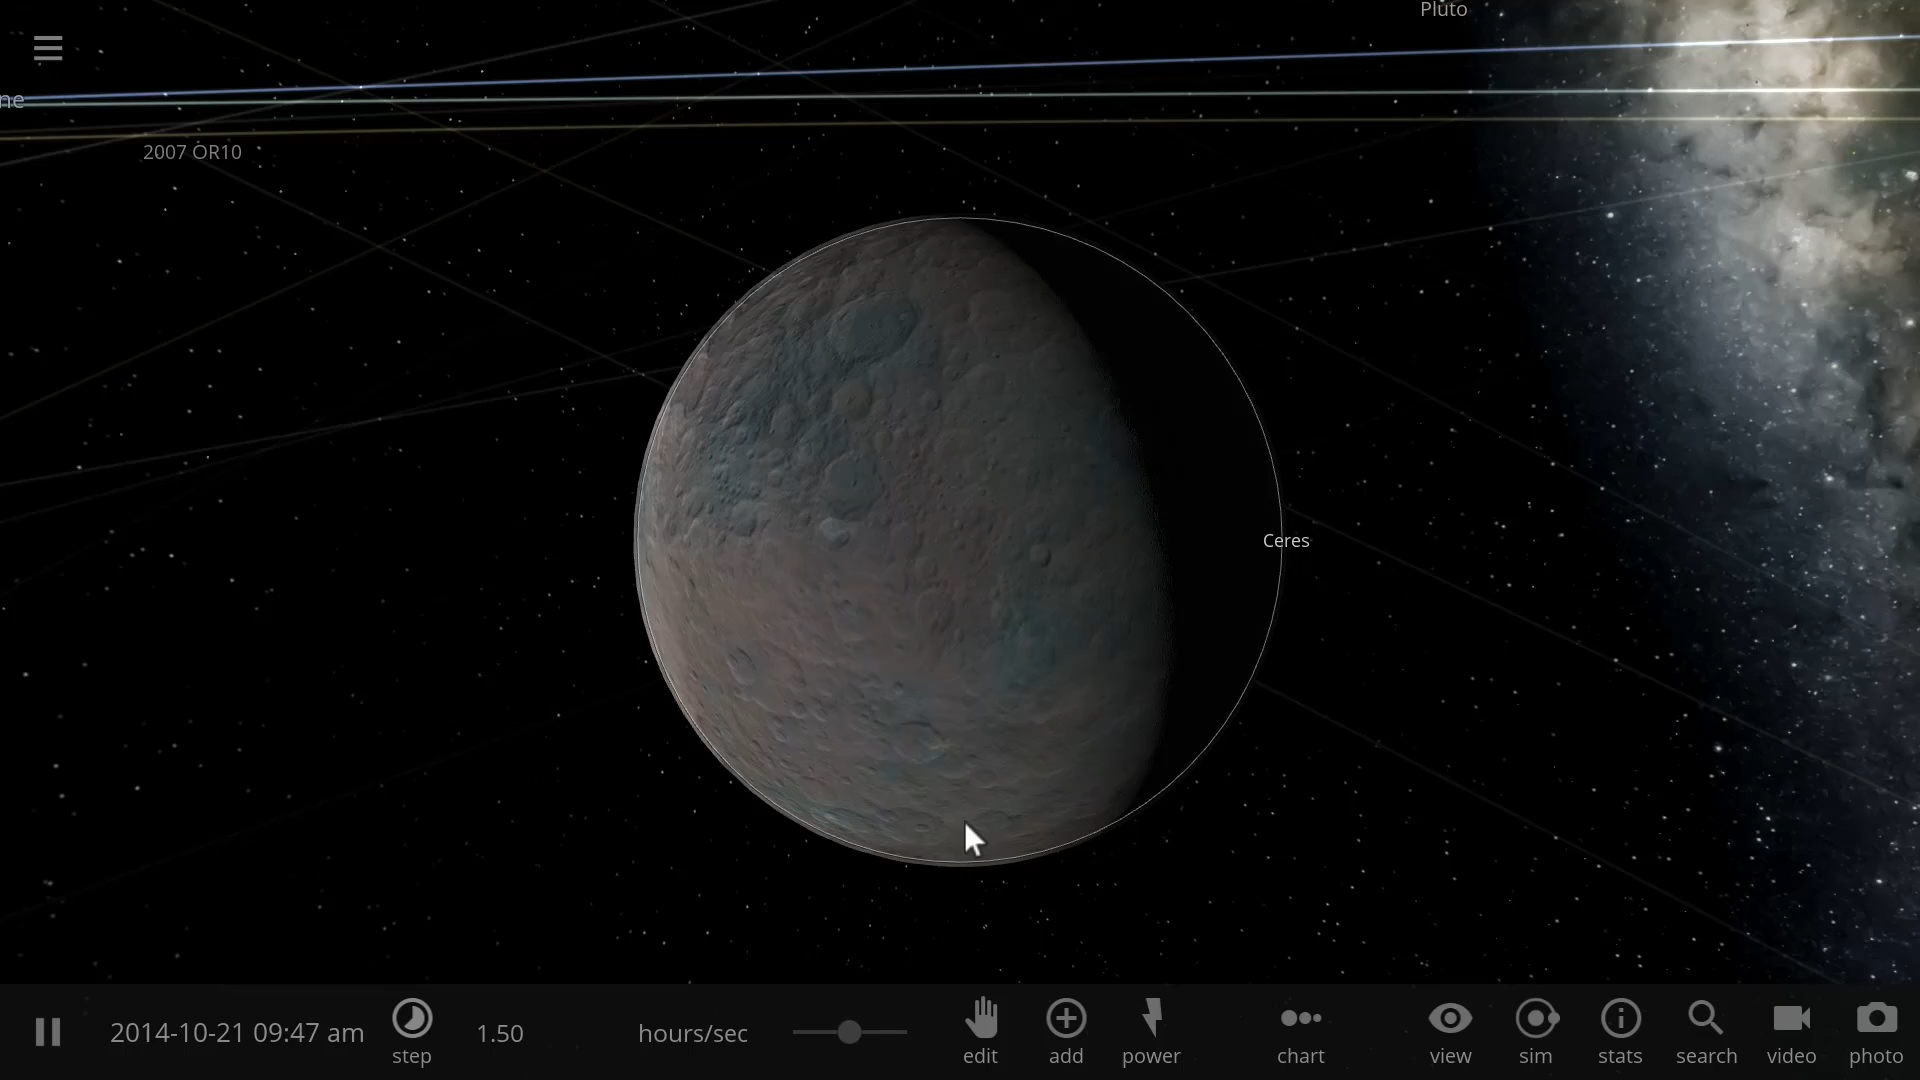 Pluto
ne
2007 OR10
Ceres
2014-10-21 09:47 am
step
1.50
hours/sec
edit
add
power
chart
view
sim
stats
search
video
photo